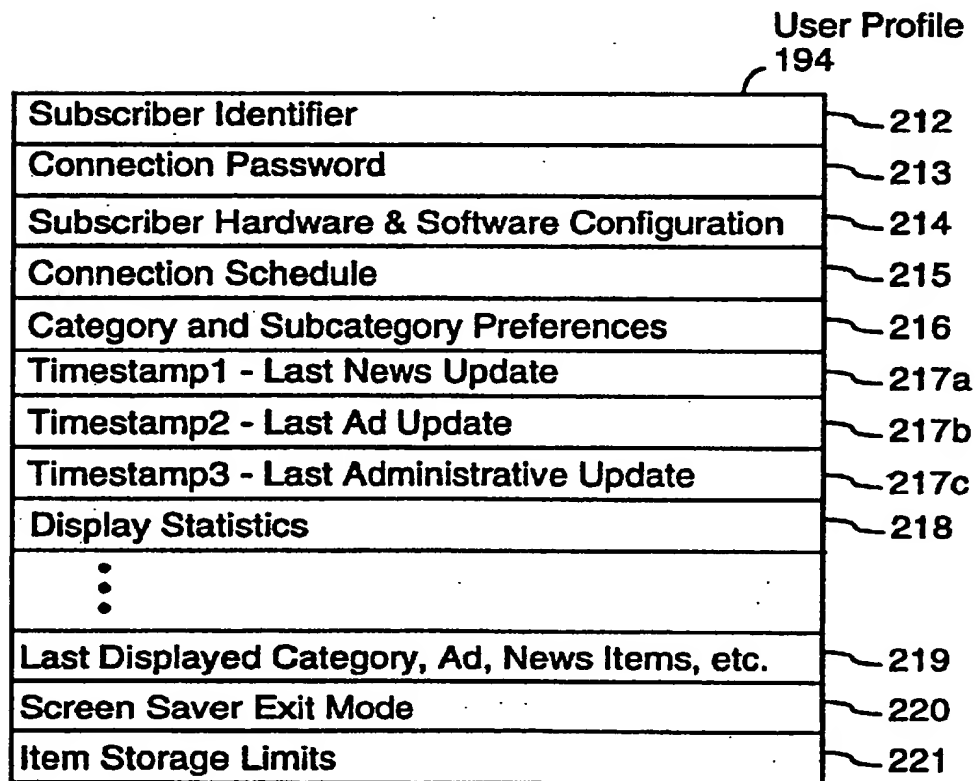 User Profile
194
Subscriber Identifier 212
Connection Password 213
Subscriber Hardware & Software Configuration 214
Connection Schedule 215
Category and Subcategory Preferences 216
Timestamp1 - Last News Update 217a
Timestamp2 - Last Ad Update 217b
Timestamp3 - Last Administrative Update 217c
Display Statistics 218
Last Displayed Category, Ad, News Items, etc. 219
Screen Saver Exit Mode 220
Item Storage Limits 221